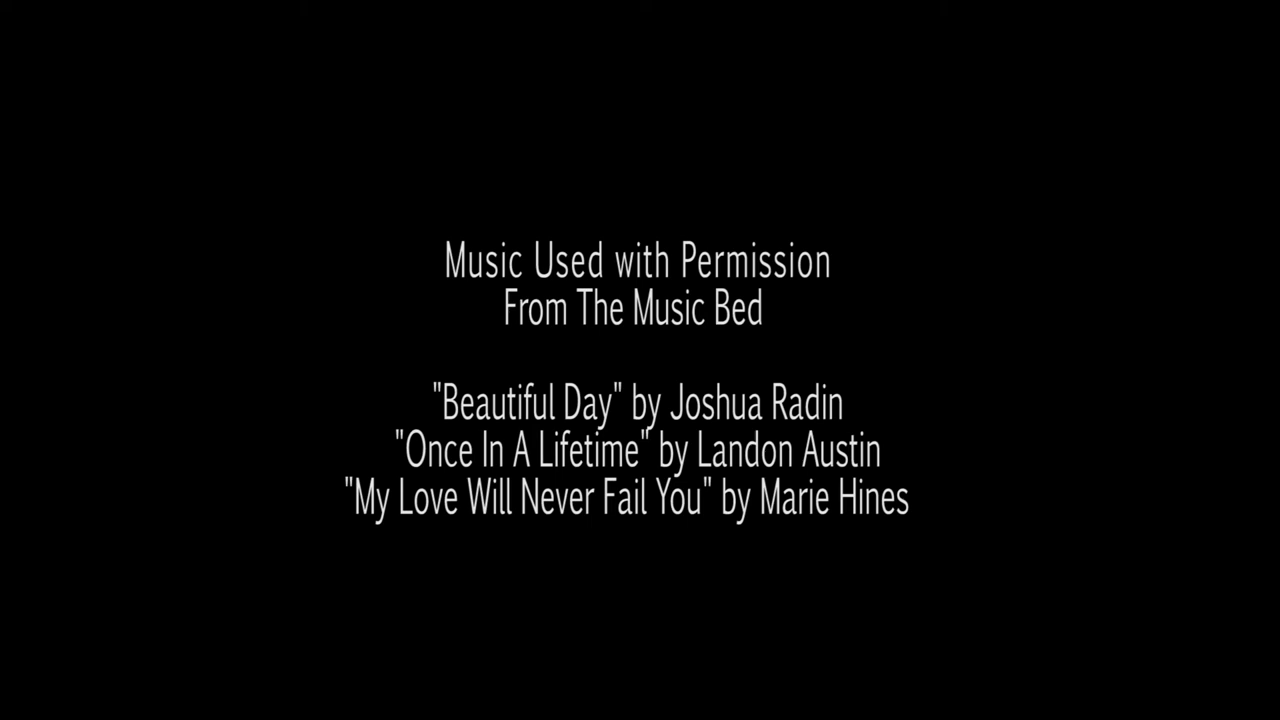 Music Used with Permission
From The Music Bed
"Beautiful Day" by Joshua Radin
"Once In A Lifetime" by Landon Austin
"My Love Will Never Fail You" by Marie Hines